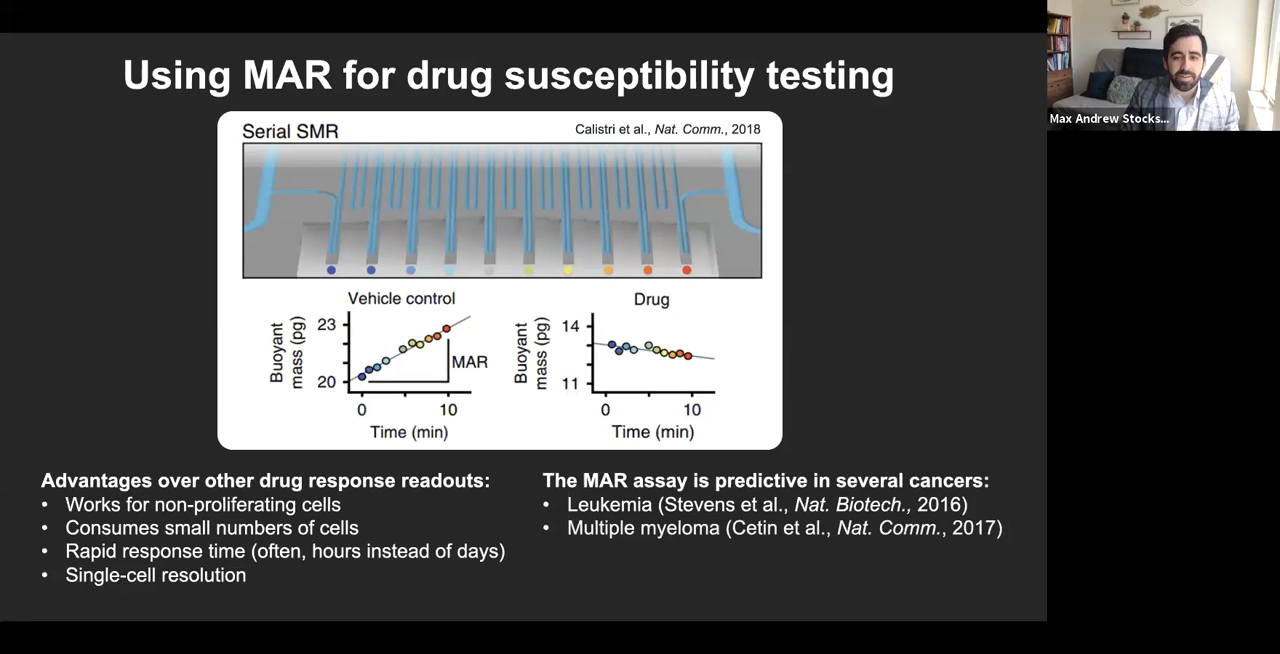 Using MAR for drug susceptibility testing
Serial SMR
Calistri et al., Nat. Comm., 2018
Vehicle control
Buoyant
mass (pg)
23
20
MAR
0
10
Time (min)
Drug
Buoyant
mass (pg)
14
11
0
10
Time (min)
Advantages over other drug response readouts:
• Works for non-proliferating cells
• Consumes small numbers of cells
• Rapid response time (often, hours instead of days)
• Single-cell resolution
The MAR assay is predictive in several cancers:
• Leukemia (Stevens et al., Nat. Biotech., 2016)
• Multiple myeloma (Cetin et al., Nat. Comm., 2017)
Max Andrew Stocks...